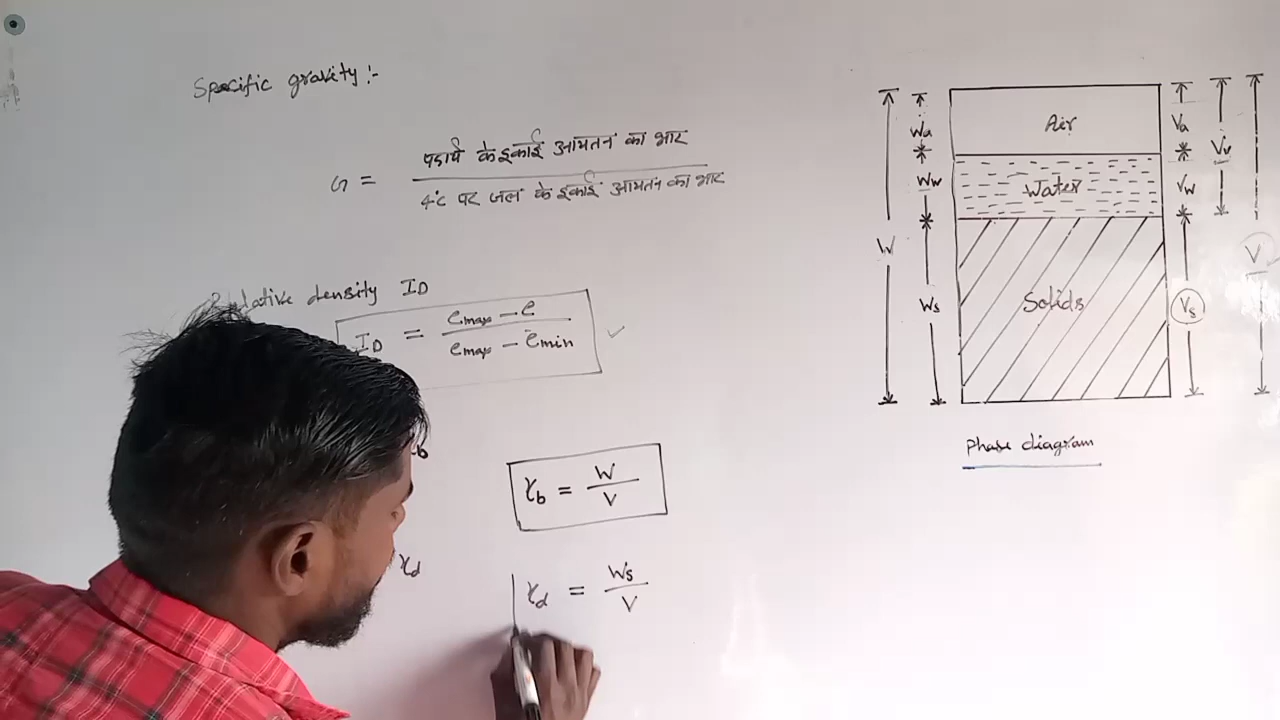 Specific gravity :-
G = पदार्थ के इकाई आयतन का भार
4°C पर जल के इकाई आयतन का भार
Relative density ID
ID = emax - e
emax - emin
γb = W
V
γd
γd = Ws
V
Air
Water
Solids
Wa
Ww
Ws
W
Va
Vw
Vs
Vv
V
Phase diagram